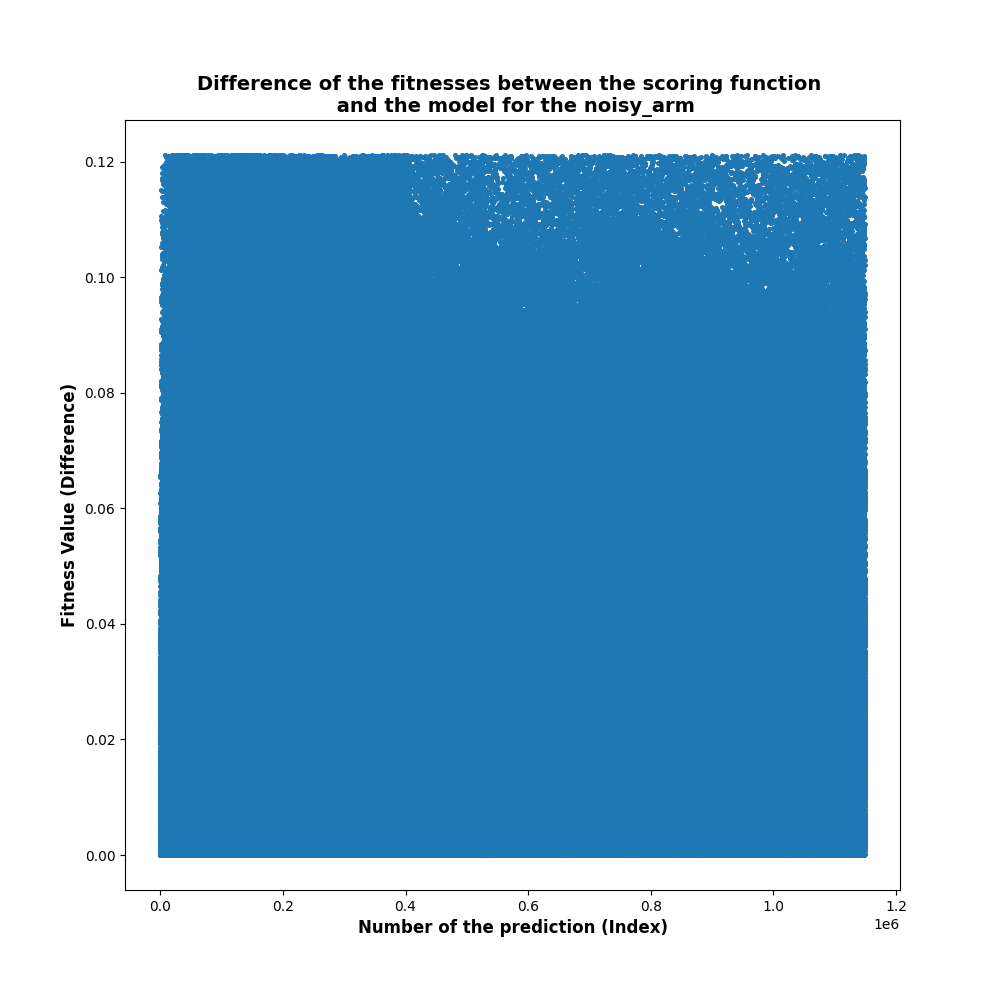 Difference of the fitnesses between the scoring function
and the model for the noisy_arm
0.12
0.10
0.08
0.06
0.04
0.02
0.00
Fitness Value (Difference)
0.0 0.2 0.4 0.6 0.8 1.0 1.2
1e6
Number of the prediction (Index)